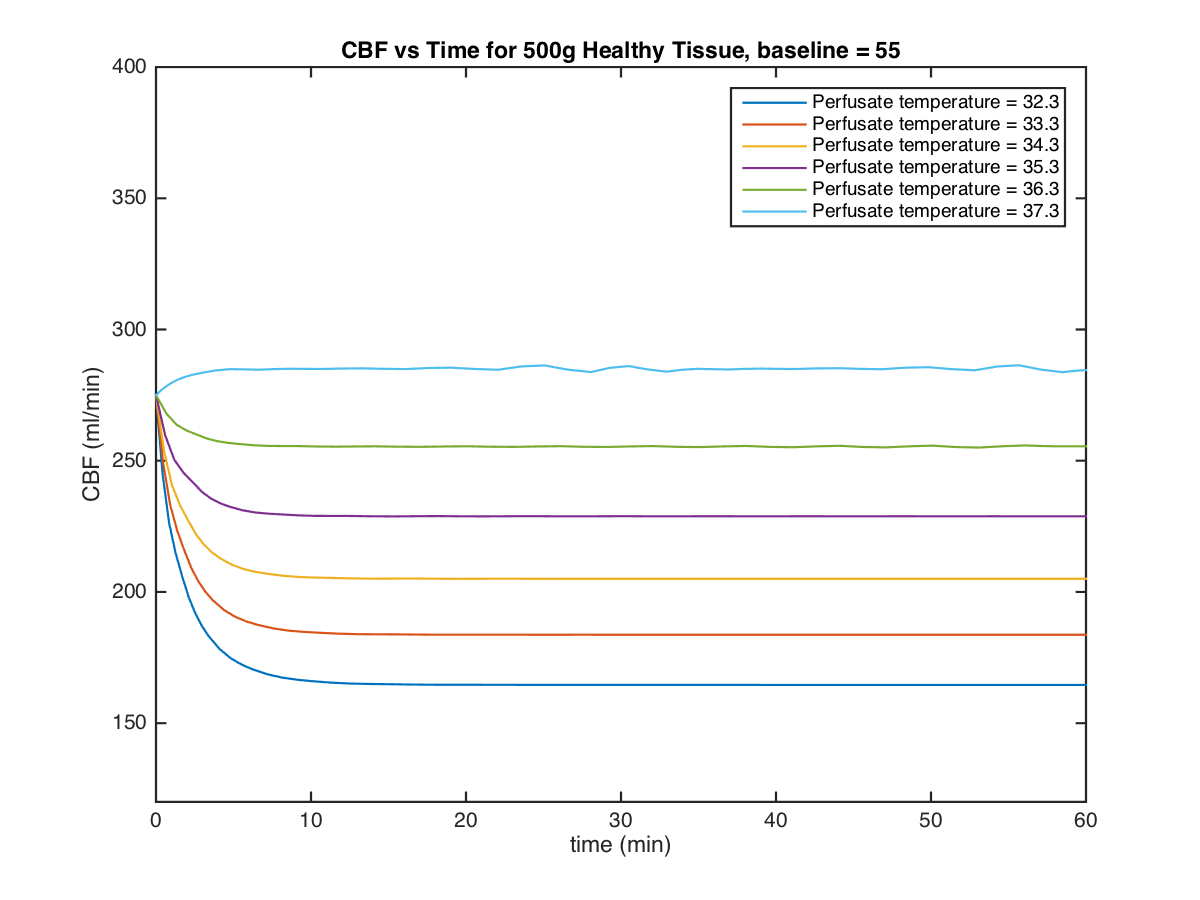 CBF vs Time for 500g Healthy Tissue, baseline = 55
400
350
300
250
200
150
CBF (ml/min)
Perfusate temperature = 32.3
Perfusate temperature = 33.3
Perfusate temperature = 34.3
Perfusate temperature = 35.3
Perfusate temperature = 36.3
Perfusate temperature = 37.3
0 10 20 30 40 50 60
time (min)